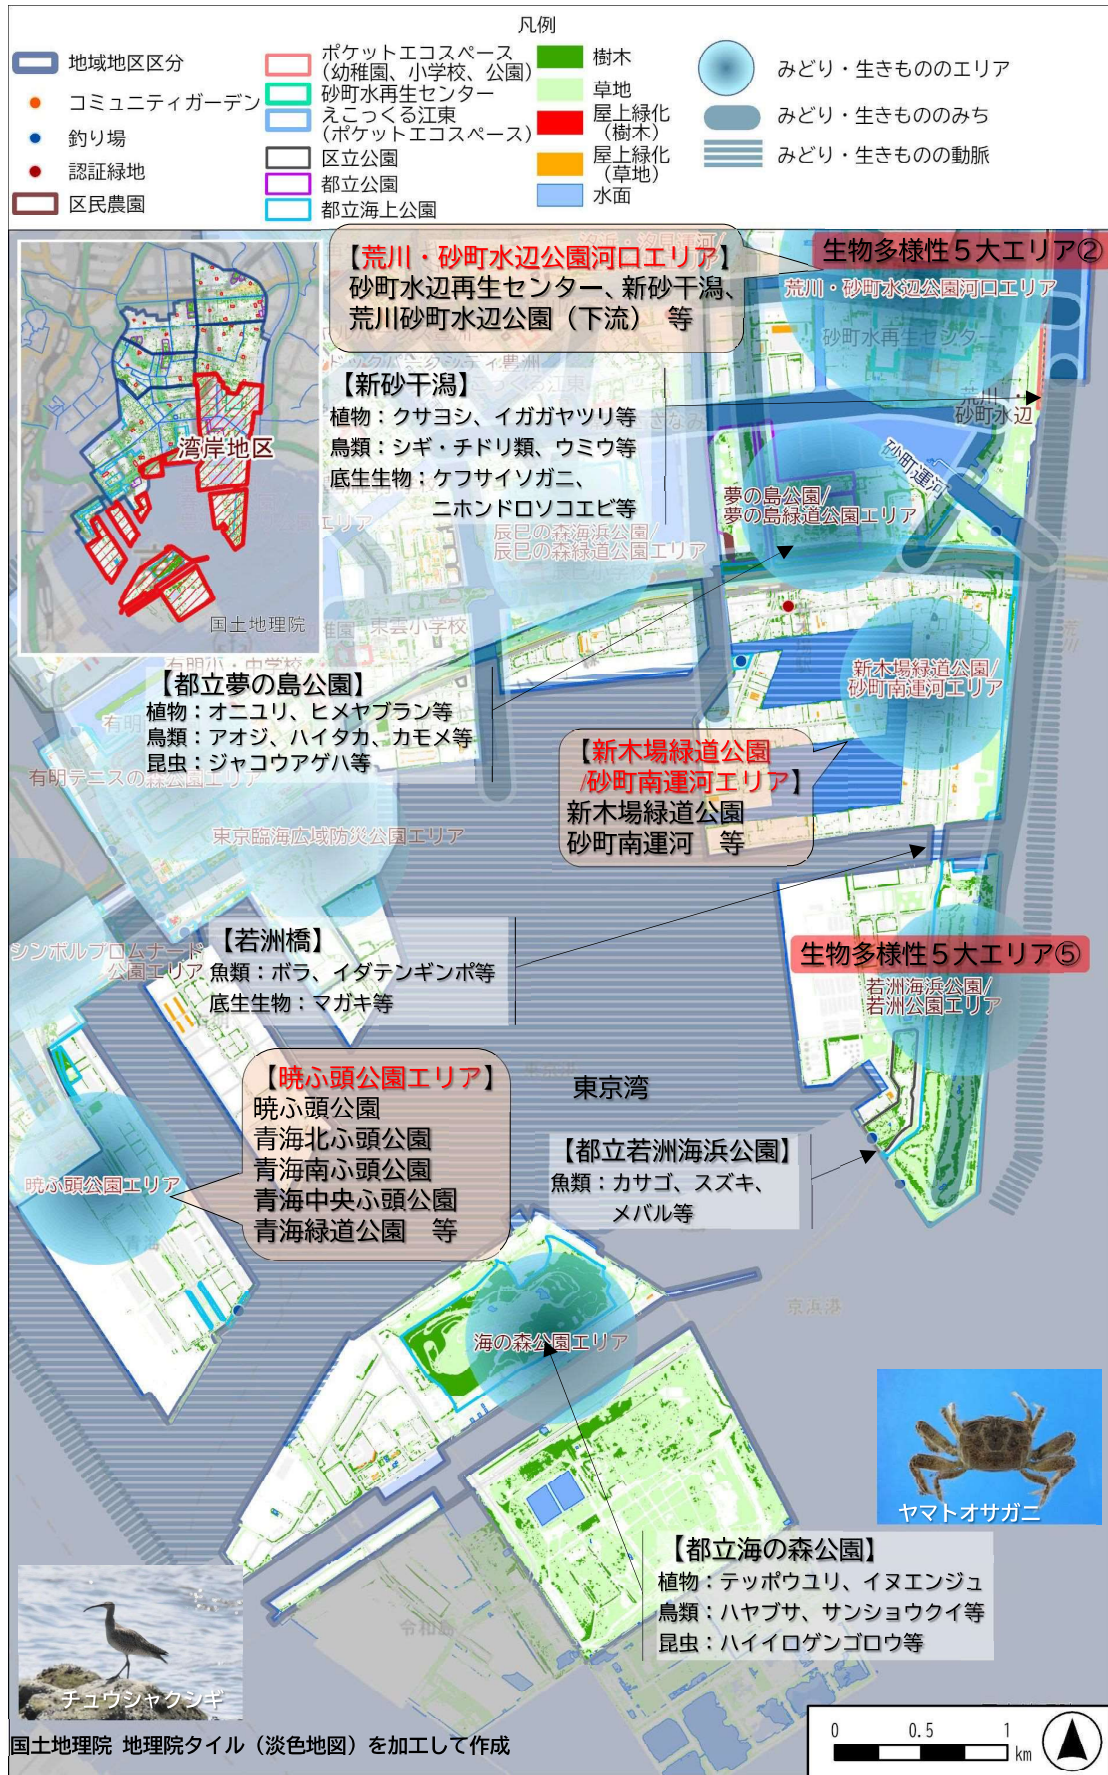 凡例
地域地区区分
コミュニティガーデン
釣り場
認証緑地
区民農園
ポケットエコスペース
(幼稚園、小学校、公園)
砂町水再生センター
えこっくる江東
(ポケットエコスペース)
区立公園
都立公園
都立海上公園
樹木
草地
屋上緑化
(樹木)
屋上緑化
(草地)
水面
みどり・生きもののエリア
みどり・生きもののみち
みどり・生きものの動脈
湾岸地区
国土地理院
【荒川・砂町水辺公園河口エリア】
砂町水辺再生センター、新砂干潟、
荒川砂町水辺公園(下流) 等
生物多様性5大エリア②
荒川・砂町水辺公園河口エリア
砂町水再生センター
荒川
砂町水辺
【新砂干潟】
植物:クサヨシ、イガガヤツリ等
鳥類:シギ・チドリ類、ウミウ等
底生生物:ケフサイソガニ、
ニホンドロソコエビ等
砂町運河
夢の島公園/
夢の島緑道公園エリア
辰巳の森海浜公園/
辰巳の森緑道公園エリア
東雲小学校
有明小・中学校
【都立夢の島公園】
植物:オニユリ、ヒメヤブラン等
鳥類:アオジ、ハイタカ、カモメ等
昆虫:ジャコウアゲハ等
新木場緑道公園/
砂町南運河エリア
【新木場緑道公園
/砂町南運河エリア】
新木場緑道公園
砂町南運河 等
有明テニスの森公園エリア
東京臨海広域防災公園エリア
シンボルプロムナード
公園エリア
【若洲橋】
魚類:ボラ、イダテンギンポ等
底生生物:マガキ等
生物多様性5大エリア⑤
若洲海浜公園/
若洲公園エリア
【暁ふ頭公園エリア】
暁ふ頭公園
青海北ふ頭公園
青海南ふ頭公園
青海中央ふ頭公園
青海緑道公園 等
東京湾
【都立若洲海浜公園】
魚類:カサゴ、スズキ、
メバル等
暁ふ頭公園エリア
青海
京浜港
海の森公園エリア
ヤマトオサガニ
【都立海の森公園】
植物:テッポウユリ、イヌエンジュ
鳥類:ハヤブサ、サンショウクイ等
昆虫:ハイイロゲンゴロウ等
令和島
チュウシャクシギ
国土地理院 地理院タイル(淡色地図)を加工して作成
0 0.5 1
km